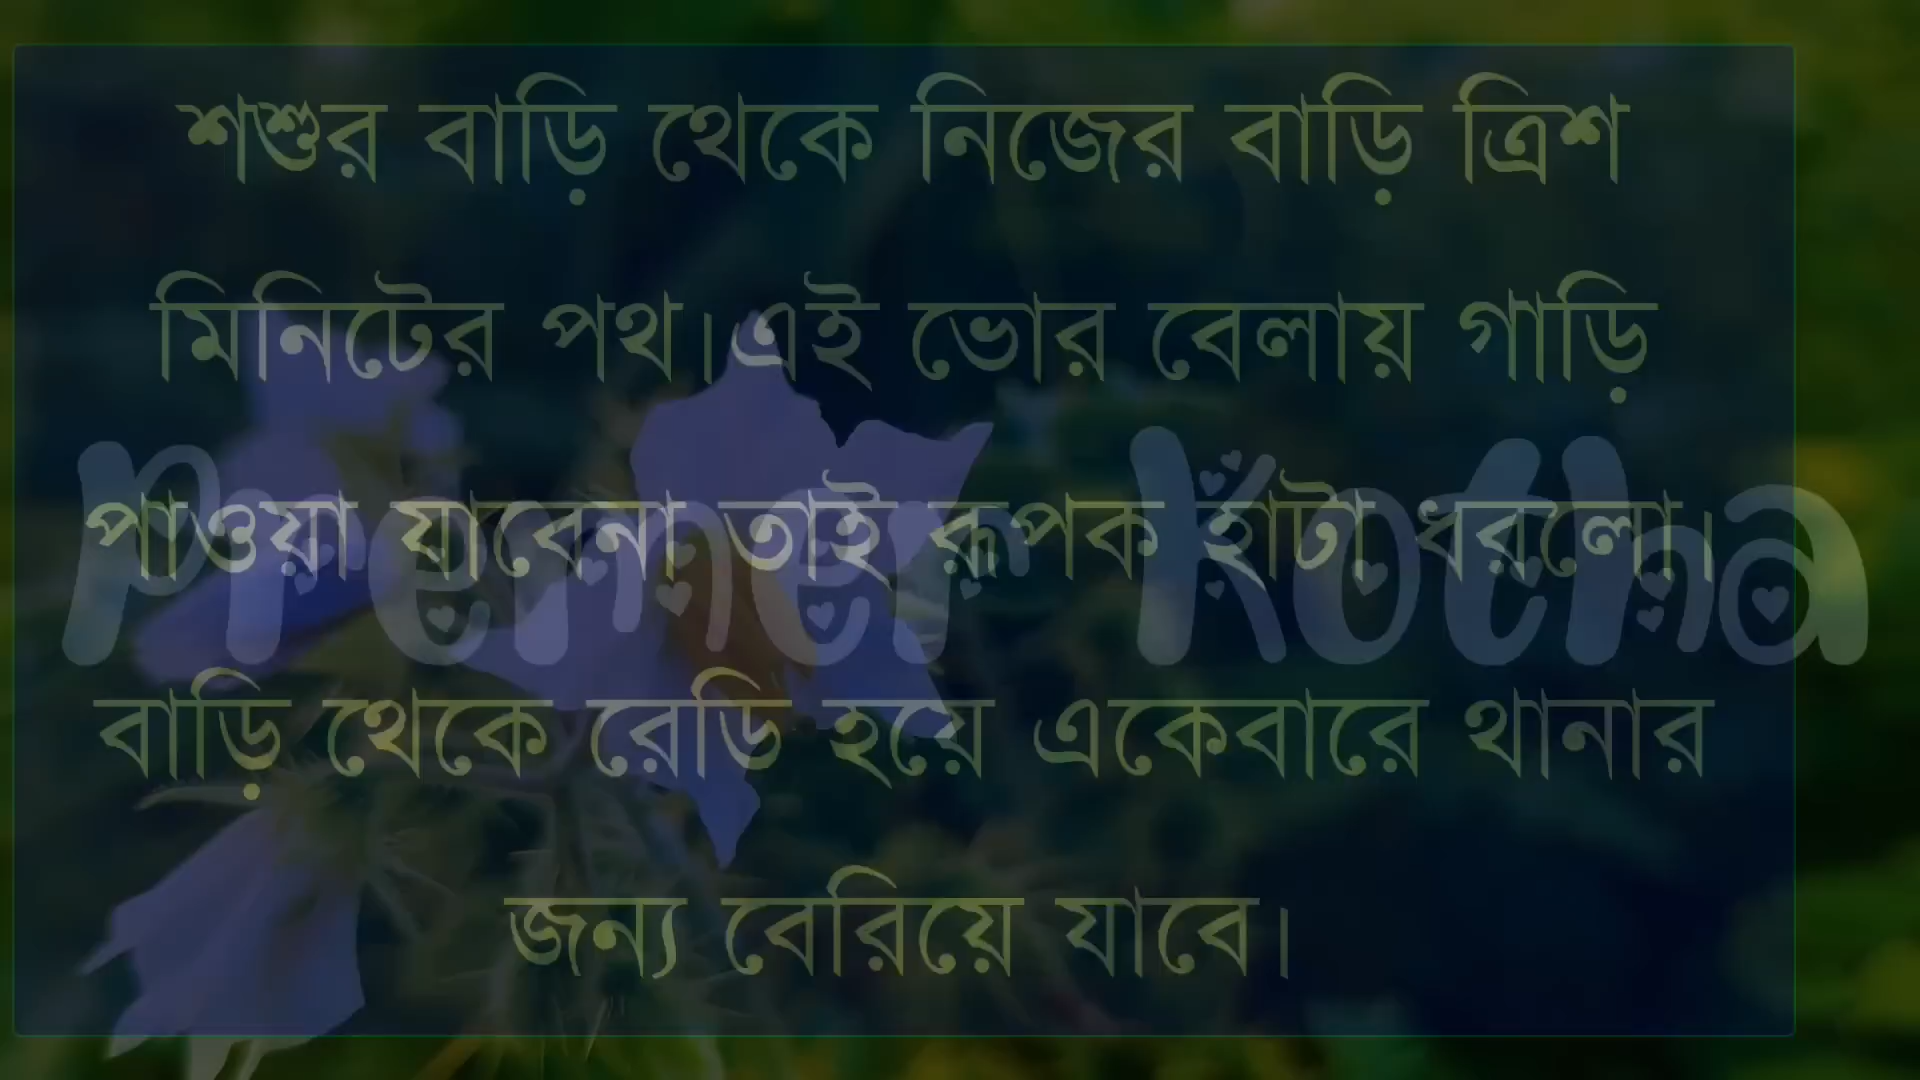 শশুর বাড়ি থেকে নিজের বাড়ি ত্রিশ
মিনিটের পথ।এই ভোর বেলায় গাড়ি
পাওয়া যাবেনা তাই রূপক হাটা ধরলো।
বাড়ি থেকে রেডি হয়ে একেবারে থানার
জন্য বেরিয়ে যাবে।
Premer Kotha